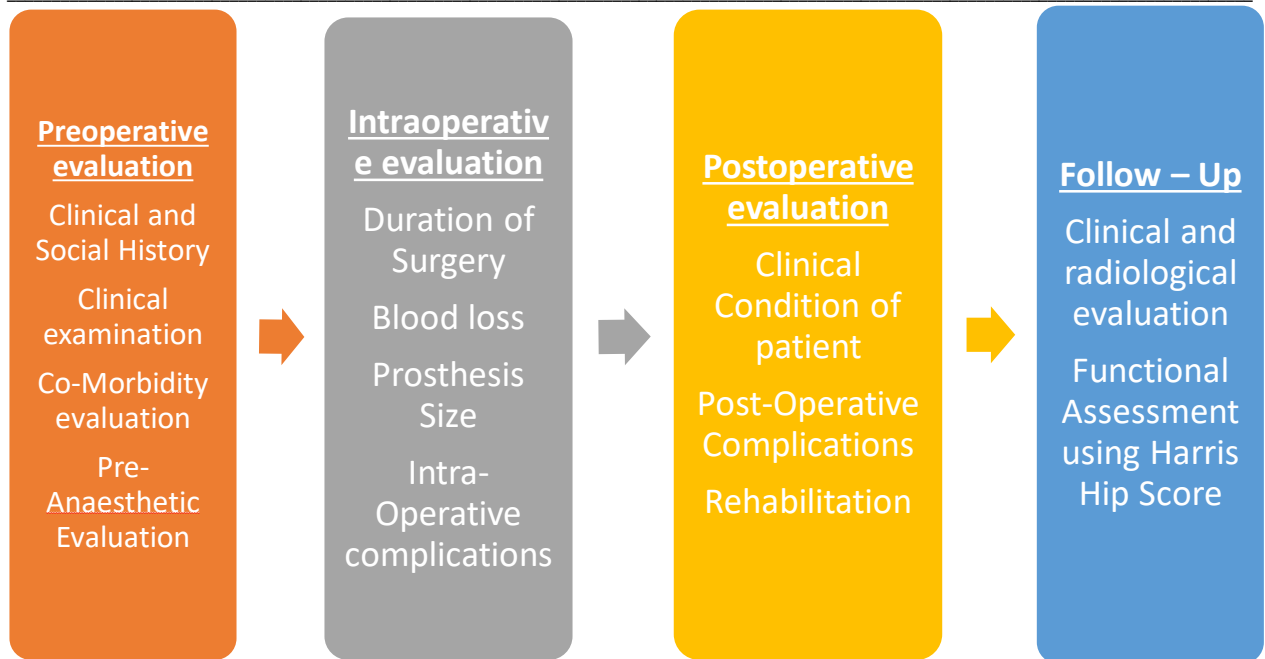 Preoperative
evaluation
Clinical and
Social History
Clinical
examination
Co-Morbidity
evaluation
Pre-
Anaesthetic
Evaluation
Intraoperativ
e evaluation
Duration of
Surgery
Blood loss
Prosthesis
Size
Intra-
Operative
complications
Postoperative
evaluation
Clinical
Condition of
patient
Post-Operative
Complications
Rehabilitation
Follow – Up
Clinical and
radiological
evaluation
Functional
Assessment
using Harris
Hip Score